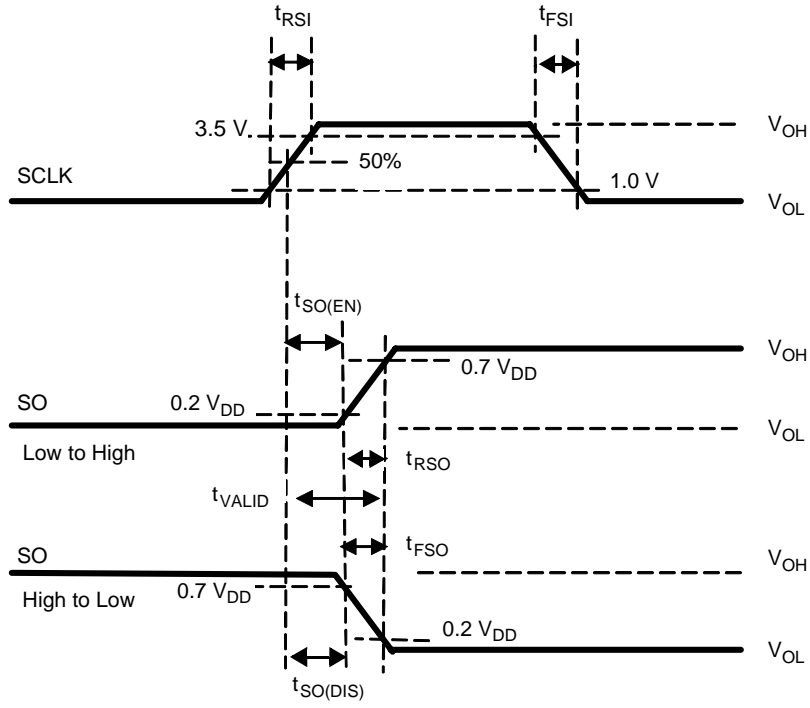 tRSI
tFSI
3.5 V
VOH
50%
SCLK
1.0 V
VOL
tSO(EN)
VOH
0.7 VDD
SO
0.2 VDD
VOL
Low to High
tRSO
tVALID
SO
tFSO
VOH
High to Low
0.7 VDD
0.2 VDD
VOL
tSO(DIS)